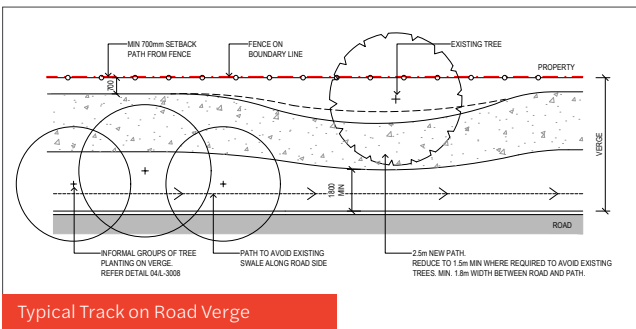 MIN 700mm SETBACK
PATH FROM FENCE
FENCE ON
BOUNDARY LINE
EXISTING TREE
PROPERTY
700
VERGE
1800
MIN
ROAD
INFORMAL GROUPS OF TREE
PLANTING ON VERGE.
REFER DETAIL 04/L-3008
PATH TO AVOID EXISTING
SWALE ALONG ROAD SIDE
2.5m NEW PATH.
REDUCE TO 1.5m MIN WHERE REQUIRED TO AVOID EXISTING
TREES. MIN. 1.8m WIDTH BETWEEN ROAD AND PATH.
Typical Track on Road Verge